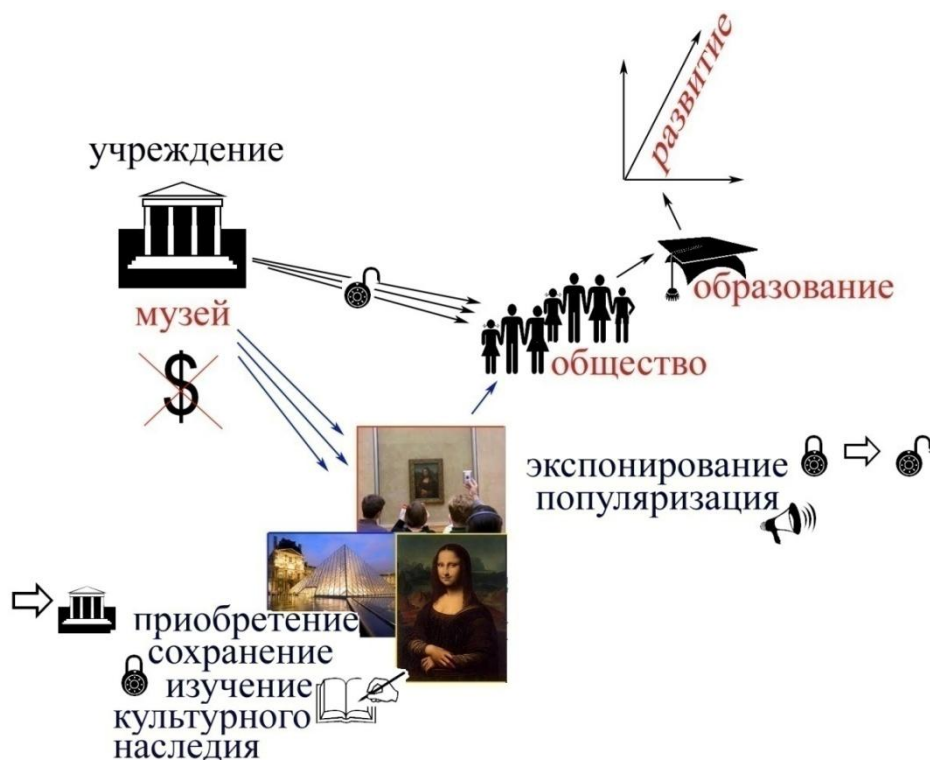 развитие
учреждение
музей
$
образование
общество
экспонирование
популяризация
приобретение
сохранение
изучение
культурного
наследия